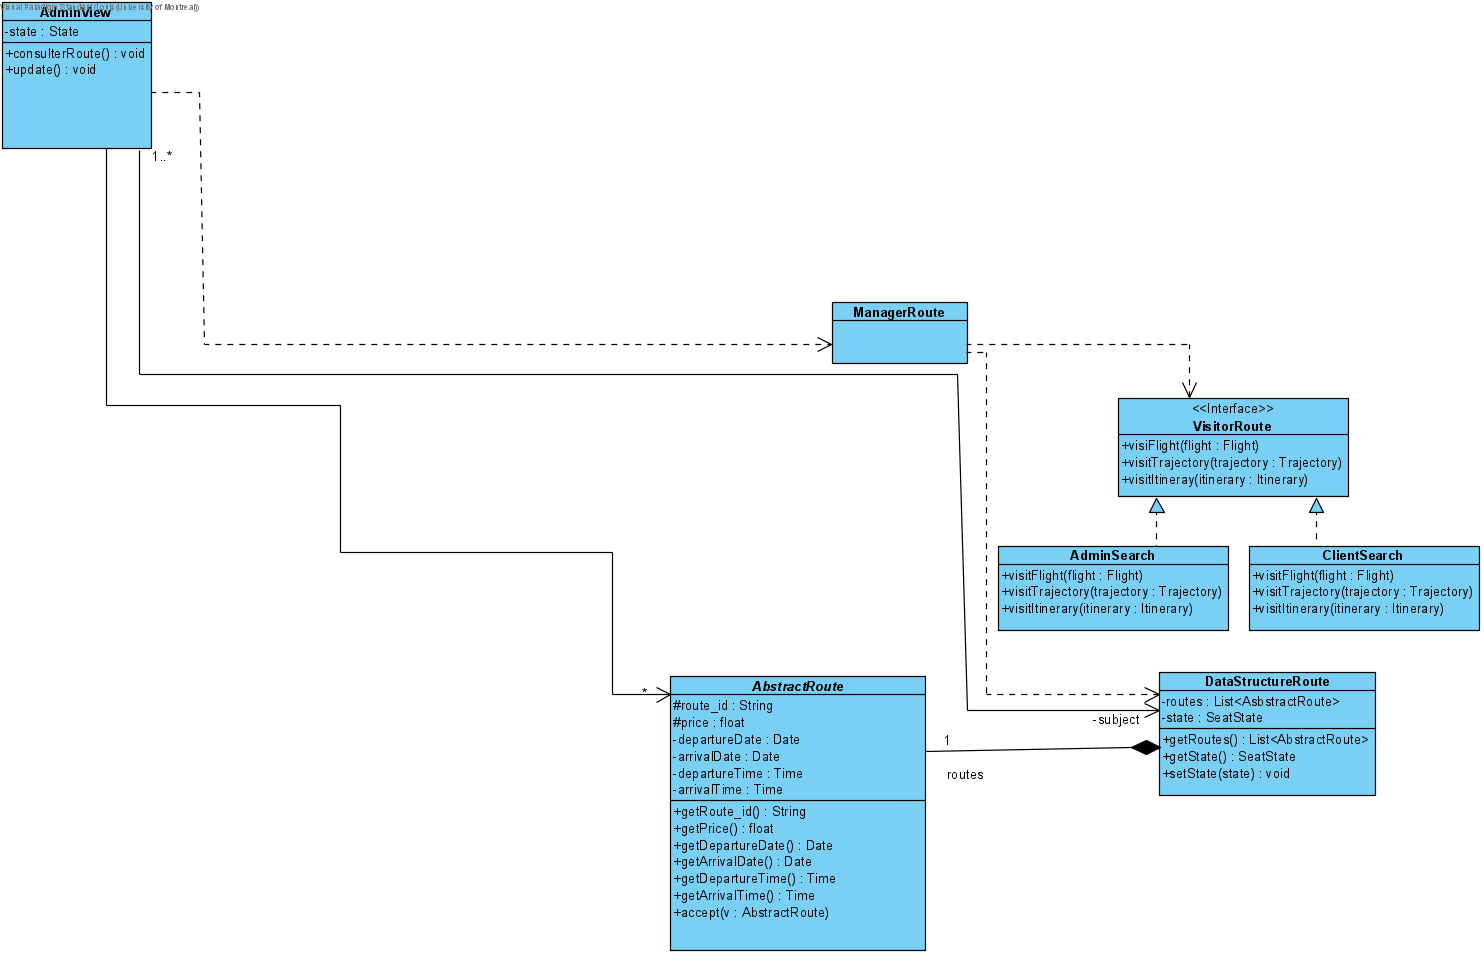 Visual Paradigm Standard(Louis(University of Montreal))
AdminView
-state : State
+consulterRoute() : void
+update() : void
1..*
ManagerRoute
<<Interface>>
VisitorRoute
+visiFlight(flight : Flight)
+visitTrajectory(trajectory : Trajectory)
+visitItineray(itinerary : Itinerary)
AdminSearch
+visitFlight(flight : Flight)
+visitTrajectory(trajectory : Trajectory)
+visitItinerary(itinerary : Itinerary)
ClientSearch
+visitFlight(flight : Flight)
+visitTrajectory(trajectory : Trajectory)
+visitItinerary(itinerary : Itinerary)
*
AbstractRoute
#route_id : String
#price : float
-departureDate : Date
-arrivalDate : Date
-departureTime : Time
-arrivalTime : Time
+getRoute_id() : String
+getPrice() : float
+getDepartureDate() : Date
+getArrivalDate() : Date
+getDepartureTime() : Time
+getArrivalTime() : Time
+accept(v : AbstractRoute)
1
routes
-subject
DataStructureRoute
-routes : List<AsbstractRoute>
-state : SeatState
+getRoutes() : List<AbstractRoute>
+getState() : SeatState
+setState(state) : void